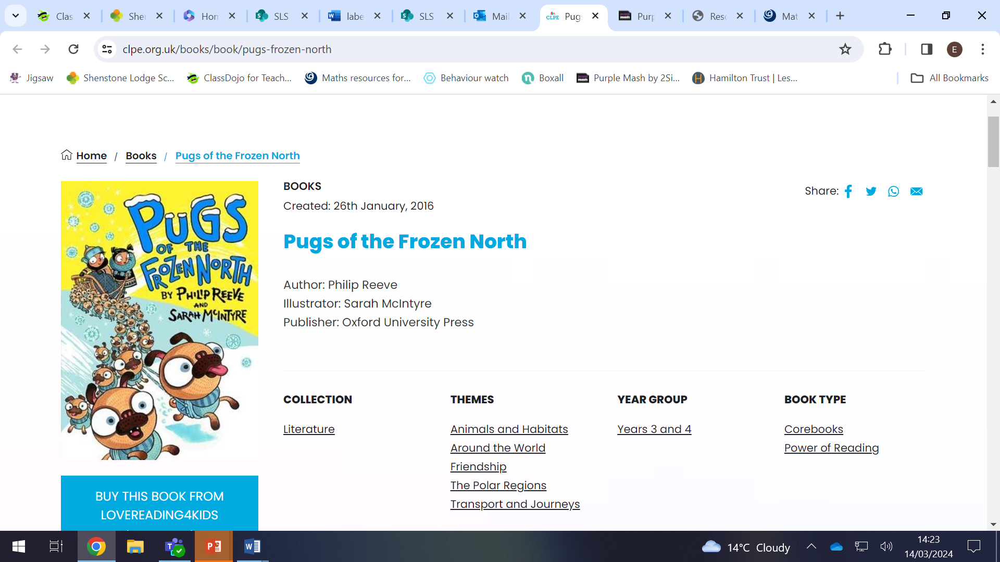 Clas
Sher
Hom
SLS
labe
SLS
Mail
CLPE
Pug
Purp
Reso
Mat
clpe.org.uk/books/book/pugs-frozen-north
E
Jigsaw
Shenstone Lodge Sc...
ClassDojo for Teach...
Maths resources for...
Behaviour watch
Boxall
Purple Mash by 2Si...
Hamilton Trust | Les...
All Bookmarks
Home / Books / Pugs of the Frozen North
PUGS
OF THE
FROZEN NORTH
BY PHILIP REEVE
AND
SARAH McINTYRE
BOOKS
Share:
Created: 26th January, 2016
Pugs of the Frozen North
Author: Philip Reeve
Illustrator: Sarah McIntyre
Publisher: Oxford University Press
COLLECTION
Literature
THEMES
Animals and Habitats
Around the World
Friendship
The Polar Regions
Transport and Journeys
YEAR GROUP
Years 3 and 4
BOOK TYPE
Corebooks
Power of Reading
BUY THIS BOOK FROM
LOVEREADING4KIDS
14°C Cloudy
14:23
14/03/2024